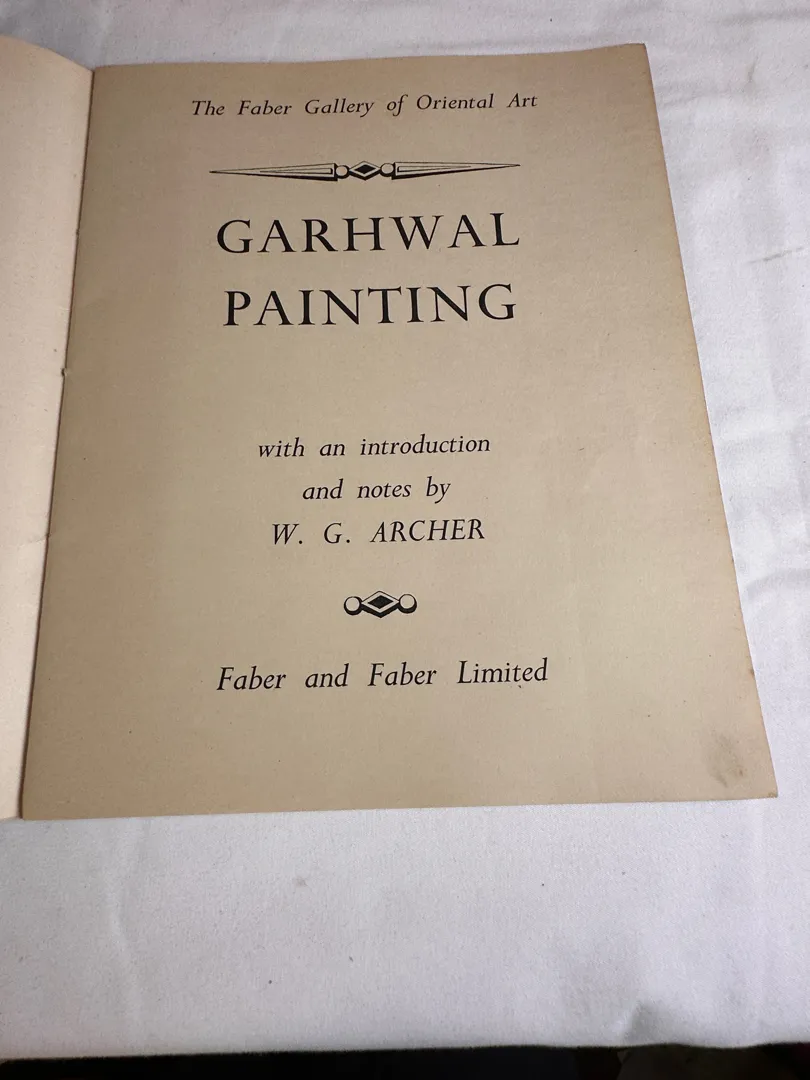 The Faber Gallery of Oriental Art
GARHWAL
PAINTING
with an introduction
and notes by
W. G. ARCHER
Faber and Faber Limited